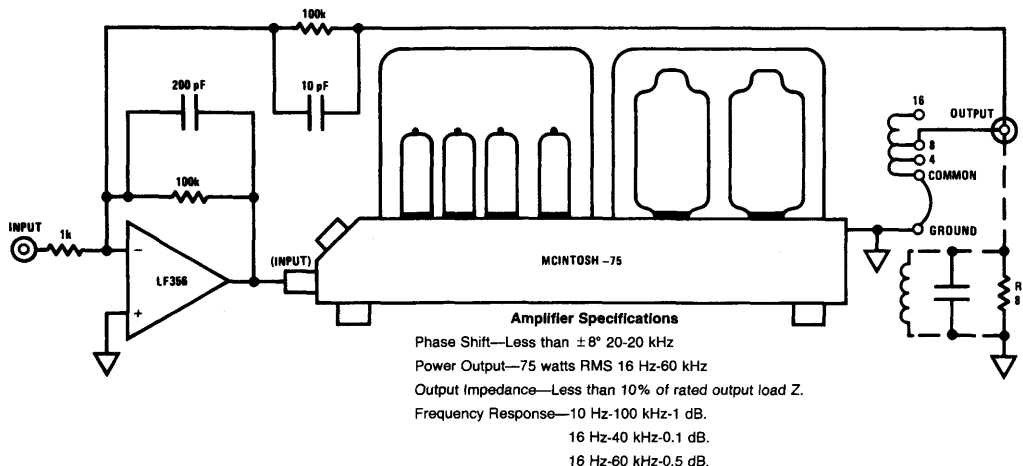 100k
200 pF
10 pF
100k
INPUT
1k
−
LF356
+
(INPUT)
MCINTOSH –75
16
OUTPUT
8
4
COMMON
GROUND
R
8
Amplifier Specifications
Phase Shift—Less than ±8° 20-20 kHz
Power Output—75 watts RMS 16 Hz-60 kHz
Output Impedance—Less than 10% of rated output load Z.
Frequency Response—10 Hz-100 kHz-1 dB.
16 Hz-40 kHz-0.1 dB.
16 Hz-60 kHz-0.5 dB.